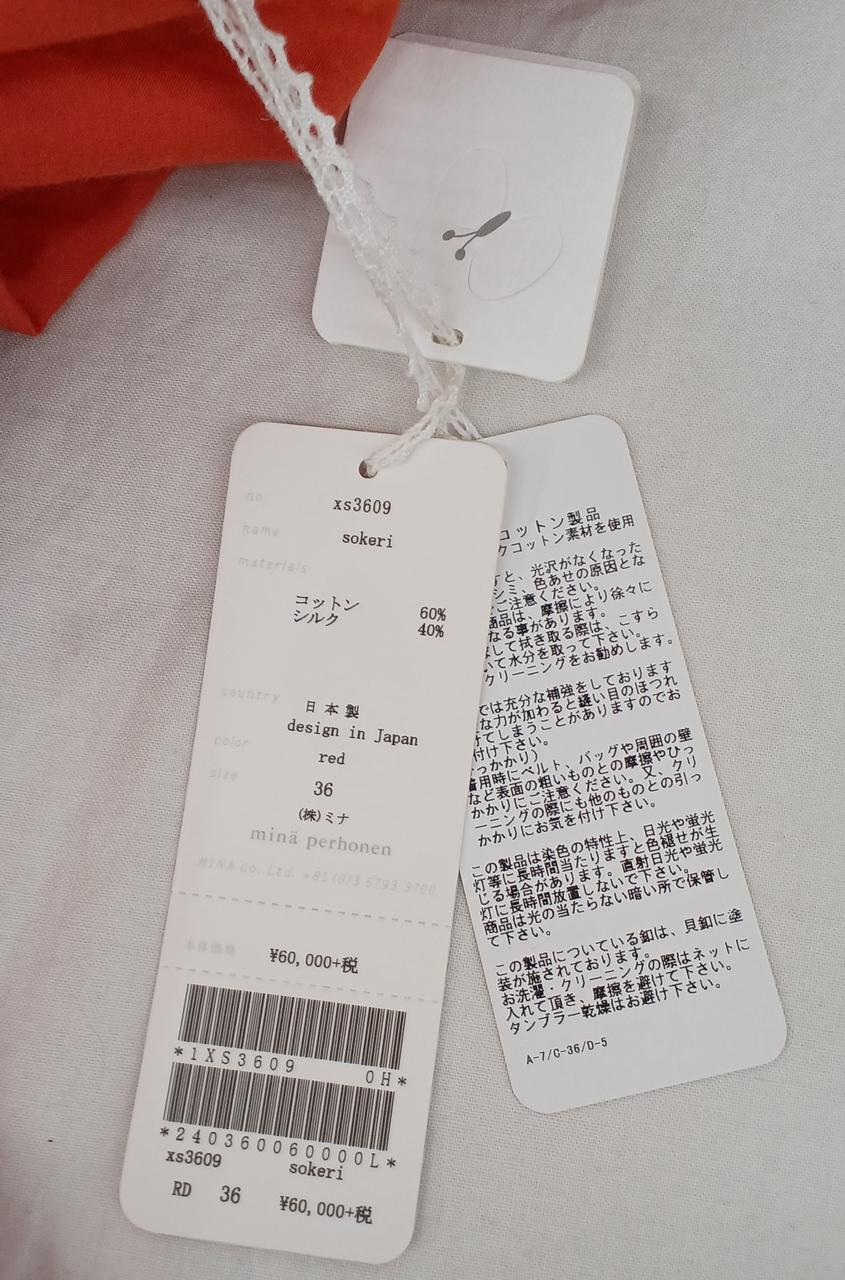 no xs3609
name sokeri
materials
コットン 60%
シルク 40%
country 日本製
design in Japan
color red
size 36
(株)ミナ
minä perhonen
MINA Co.,Ltd. +81(0)3 5793 3700
本体価格 ¥60,000+税
*1XS3609 0H*
*240360060000L*
xs3609 sokeri
RD 36 ¥60,000+税
コットン製品
クコットン素材を使用
すと、光沢がなくなった
シミ、色あせの原因とな
ご注意ください。
商品は、摩擦により徐々に
なる事があります。
して拭き取る際は、こすら
いて水分を取って下さい。
クリーニングをお勧めします。
では充分な補強をしております
な力が加わると縫い目のほつれ
けてしまうことがありますのでお
付け下さい。
っかかり)
着用時にベルト、バッグや周囲の壁
など表面の粗いものとの摩擦やひっ
かかりにご注意ください。又、クリ
ーニングの際にも他のものとの引っ
かかりにお気を付け下さい。
この製品は染色の特性上、日光や蛍光
灯等に長時間当たりますと色褪せが生
じる場合があります。直射日光や蛍光
灯に長時間放置しないで下さい。
商品は光の当たらない暗い所で保管し
て下さい。
この製品についている釦は、貝釦に塗
装が施されております。
お洗濯・クリーニングの際はネットに
入れて頂き、摩擦を避けて下さい。
タンブラー乾燥はお避け下さい。
A-7/C-36/D-5